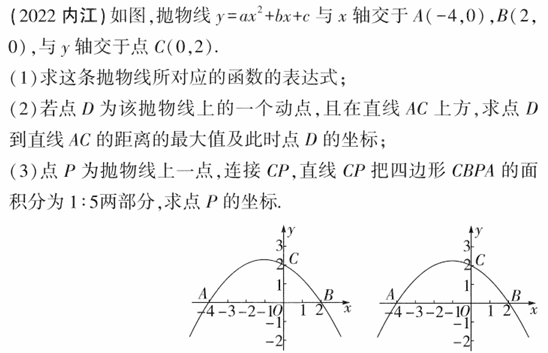 (2022 内江)如图,抛物线 y=ax²+bx+c 与 x 轴交于 A(-4,0),B(2,
0),与 y 轴交于点 C(0,2).
(1)求这条抛物线所对应的函数的表达式;
(2)若点 D 为该抛物线上的一个动点,且在直线 AC 上方,求点 D
到直线 AC 的距离的最大值及此时点 D 的坐标;
(3)点 P 为抛物线上一点,连接 CP,直线 CP 把四边形 CBPA 的面
积分为 1∶5两部分,求点 P 的坐标.
y
3
2 C
1
A B
-4 -3 -2 -1 O 1 2 x
-1
-2
y
3
2 C
1
A B
-4 -3 -2 -1 O 1 2 x
-1
-2